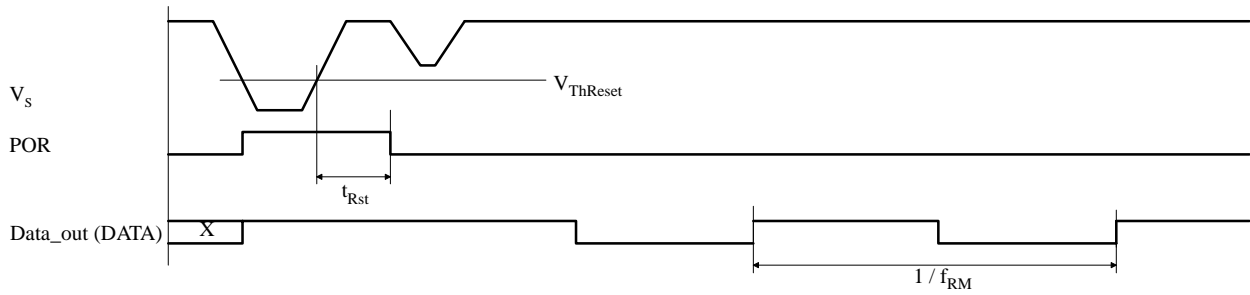 V_S
V_ThReset
POR
t_Rst
Data_out (DATA)
X
1 / f_RM